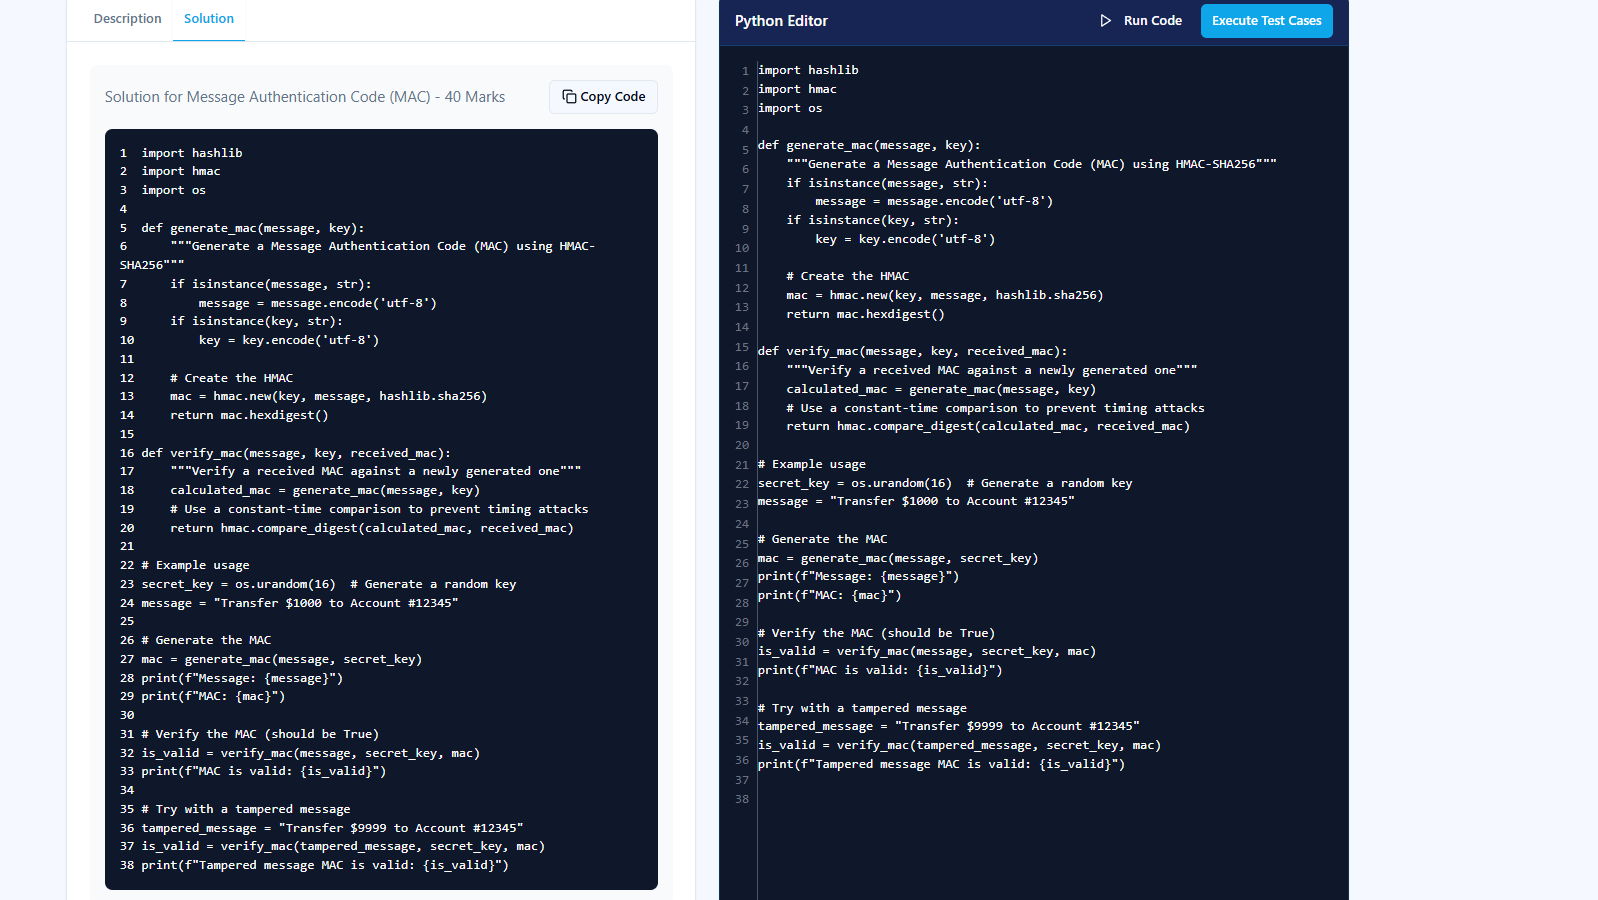 Description
Solution
Solution for Message Authentication Code (MAC) - 40 Marks
Copy Code
1 import hashlib
2 import hmac
3 import os
4
5 def generate_mac(message, key):
6     """Generate a Message Authentication Code (MAC) using HMAC-
SHA256"""
7     if isinstance(message, str):
8         message = message.encode('utf-8')
9     if isinstance(key, str):
10         key = key.encode('utf-8')
11
12     # Create the HMAC
13     mac = hmac.new(key, message, hashlib.sha256)
14     return mac.hexdigest()
15
16 def verify_mac(message, key, received_mac):
17     """Verify a received MAC against a newly generated one"""
18     calculated_mac = generate_mac(message, key)
19     # Use a constant-time comparison to prevent timing attacks
20     return hmac.compare_digest(calculated_mac, received_mac)
21
22 # Example usage
23 secret_key = os.urandom(16)  # Generate a random key
24 message = "Transfer $1000 to Account #12345"
25
26 # Generate the MAC
27 mac = generate_mac(message, secret_key)
28 print(f"Message: {message}")
29 print(f"MAC: {mac}")
30
31 # Verify the MAC (should be True)
32 is_valid = verify_mac(message, secret_key, mac)
33 print(f"MAC is valid: {is_valid}")
34
35 # Try with a tampered message
36 tampered_message = "Transfer $9999 to Account #12345"
37 is_valid = verify_mac(tampered_message, secret_key, mac)
38 print(f"Tampered message MAC is valid: {is_valid}")
Python Editor
Run Code
Execute Test Cases
1 import hashlib
2 import hmac
3 import os
4
5 def generate_mac(message, key):
6     """Generate a Message Authentication Code (MAC) using HMAC-SHA256"""
7     if isinstance(message, str):
8         message = message.encode('utf-8')
9     if isinstance(key, str):
10         key = key.encode('utf-8')
11
12     # Create the HMAC
13     mac = hmac.new(key, message, hashlib.sha256)
14     return mac.hexdigest()
15
16 def verify_mac(message, key, received_mac):
17     """Verify a received MAC against a newly generated one"""
18     calculated_mac = generate_mac(message, key)
19     # Use a constant-time comparison to prevent timing attacks
20     return hmac.compare_digest(calculated_mac, received_mac)
21
22 # Example usage
23 secret_key = os.urandom(16)  # Generate a random key
24 message = "Transfer $1000 to Account #12345"
25
26 # Generate the MAC
27 mac = generate_mac(message, secret_key)
28 print(f"Message: {message}")
29 print(f"MAC: {mac}")
30
31 # Verify the MAC (should be True)
32 is_valid = verify_mac(message, secret_key, mac)
33 print(f"MAC is valid: {is_valid}")
34
35 # Try with a tampered message
36 tampered_message = "Transfer $9999 to Account #12345"
37 is_valid = verify_mac(tampered_message, secret_key, mac)
38 print(f"Tampered message MAC is valid: {is_valid}")